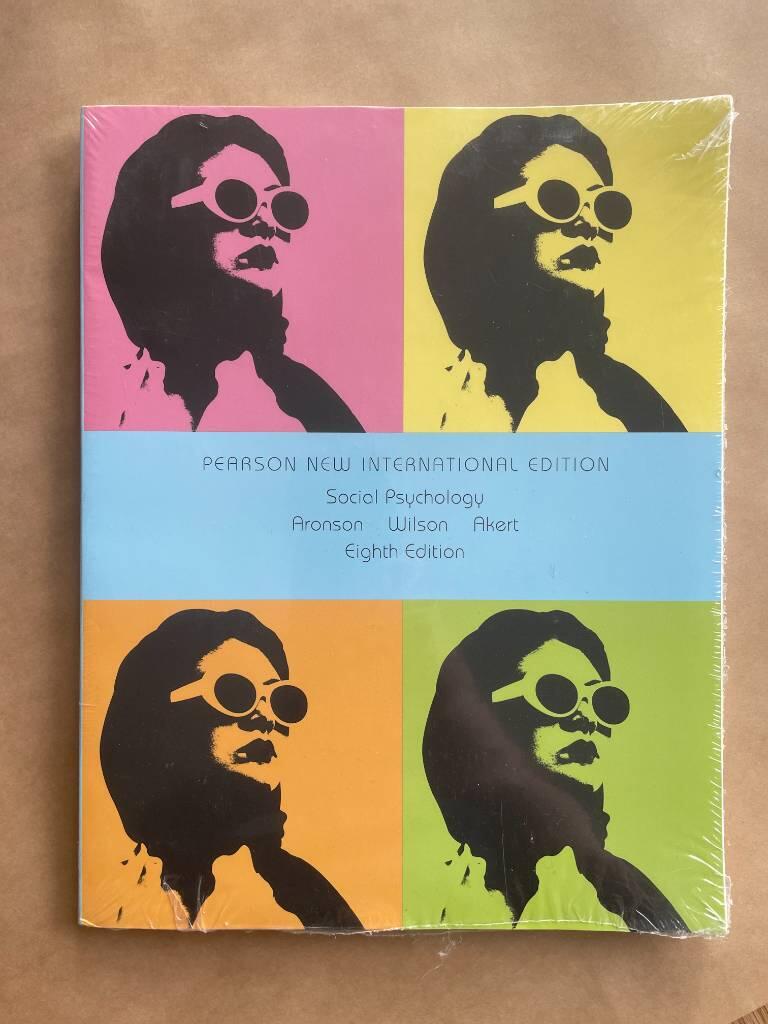 PEARSON NEW INTERNATIONAL EDITION
Social Psychology
Aronson Wilson Akert
Eighth Edition